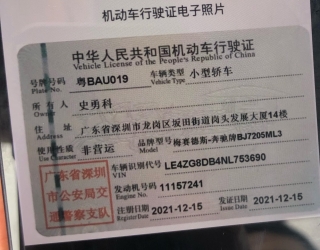 机动车行驶证电子照片
中华人民共和国机动车行驶证
Vehicle License of the People's Republic of China
号牌号码 粤BAU019 车辆类型 小型轿车
Plate No. Vehicle Type
所有人 史勇科
Owner
住址 广东省深圳市龙岗区坂田街道岗头发展大厦14楼
Address
使用性质 非营运 品牌型号 梅赛德斯-奔驰牌BJ7205ML3
Use Character
广东省深圳市公安局交通警察支队
车辆识别代号 LE4ZG8DB4NL753690
VIN
发动机号码 11157241
Engine No.
注册日期 2021-12-15 发证日期 2021-12-15
Register Date Issue Date